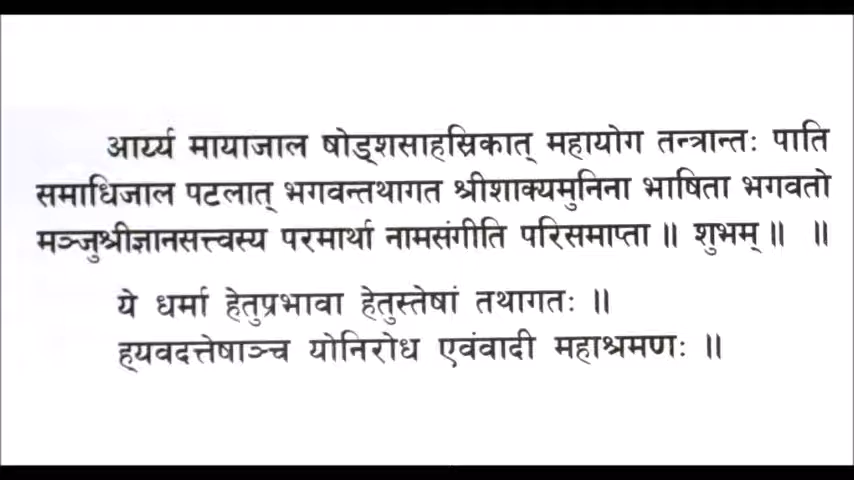 आर्य्य मायाजाल षोड्शसाहस्रिकात् महायोग तन्त्रान्तः पाति
समाधिजाल पटलात् भगवन्तथागत श्रीशाक्यमुनिना भाषिता भगवतो
मञ्जुश्रीज्ञानसत्त्वस्य परमार्था नामसंगीति परिसमाप्ता ॥ शुभम् ॥ ॥
ये धर्मा हेतुप्रभावा हेतुस्तेषां तथागतः ॥
ह्यवदत्तेषाञ्च योनिरोध एवंवादी महाश्रमणः ॥